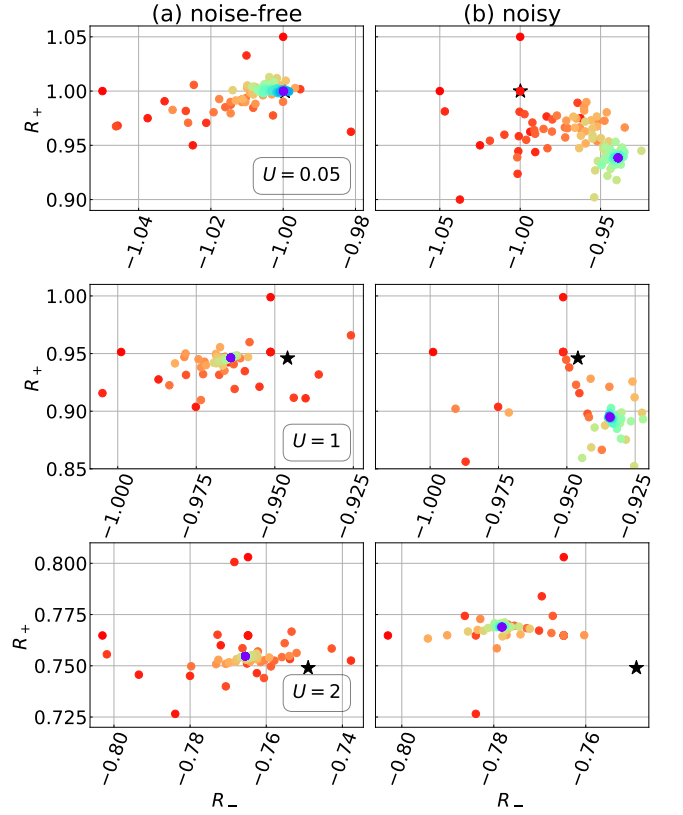 (a) noise-free (b) noisy
1.05
1.00
0.95
0.90
R₊
U = 0.05
−1.04 −1.02 −1.00 −0.98
−1.05 −1.00 −0.95
1.00
0.95
0.90
0.85
R₊
U = 1
−1.000 −0.975 −0.950 −0.925
−1.000 −0.975 −0.950 −0.925
0.800
0.775
0.750
0.725
R₊
U = 2
−0.80 −0.78 −0.76 −0.74
−0.80 −0.78 −0.76
R₋ R₋